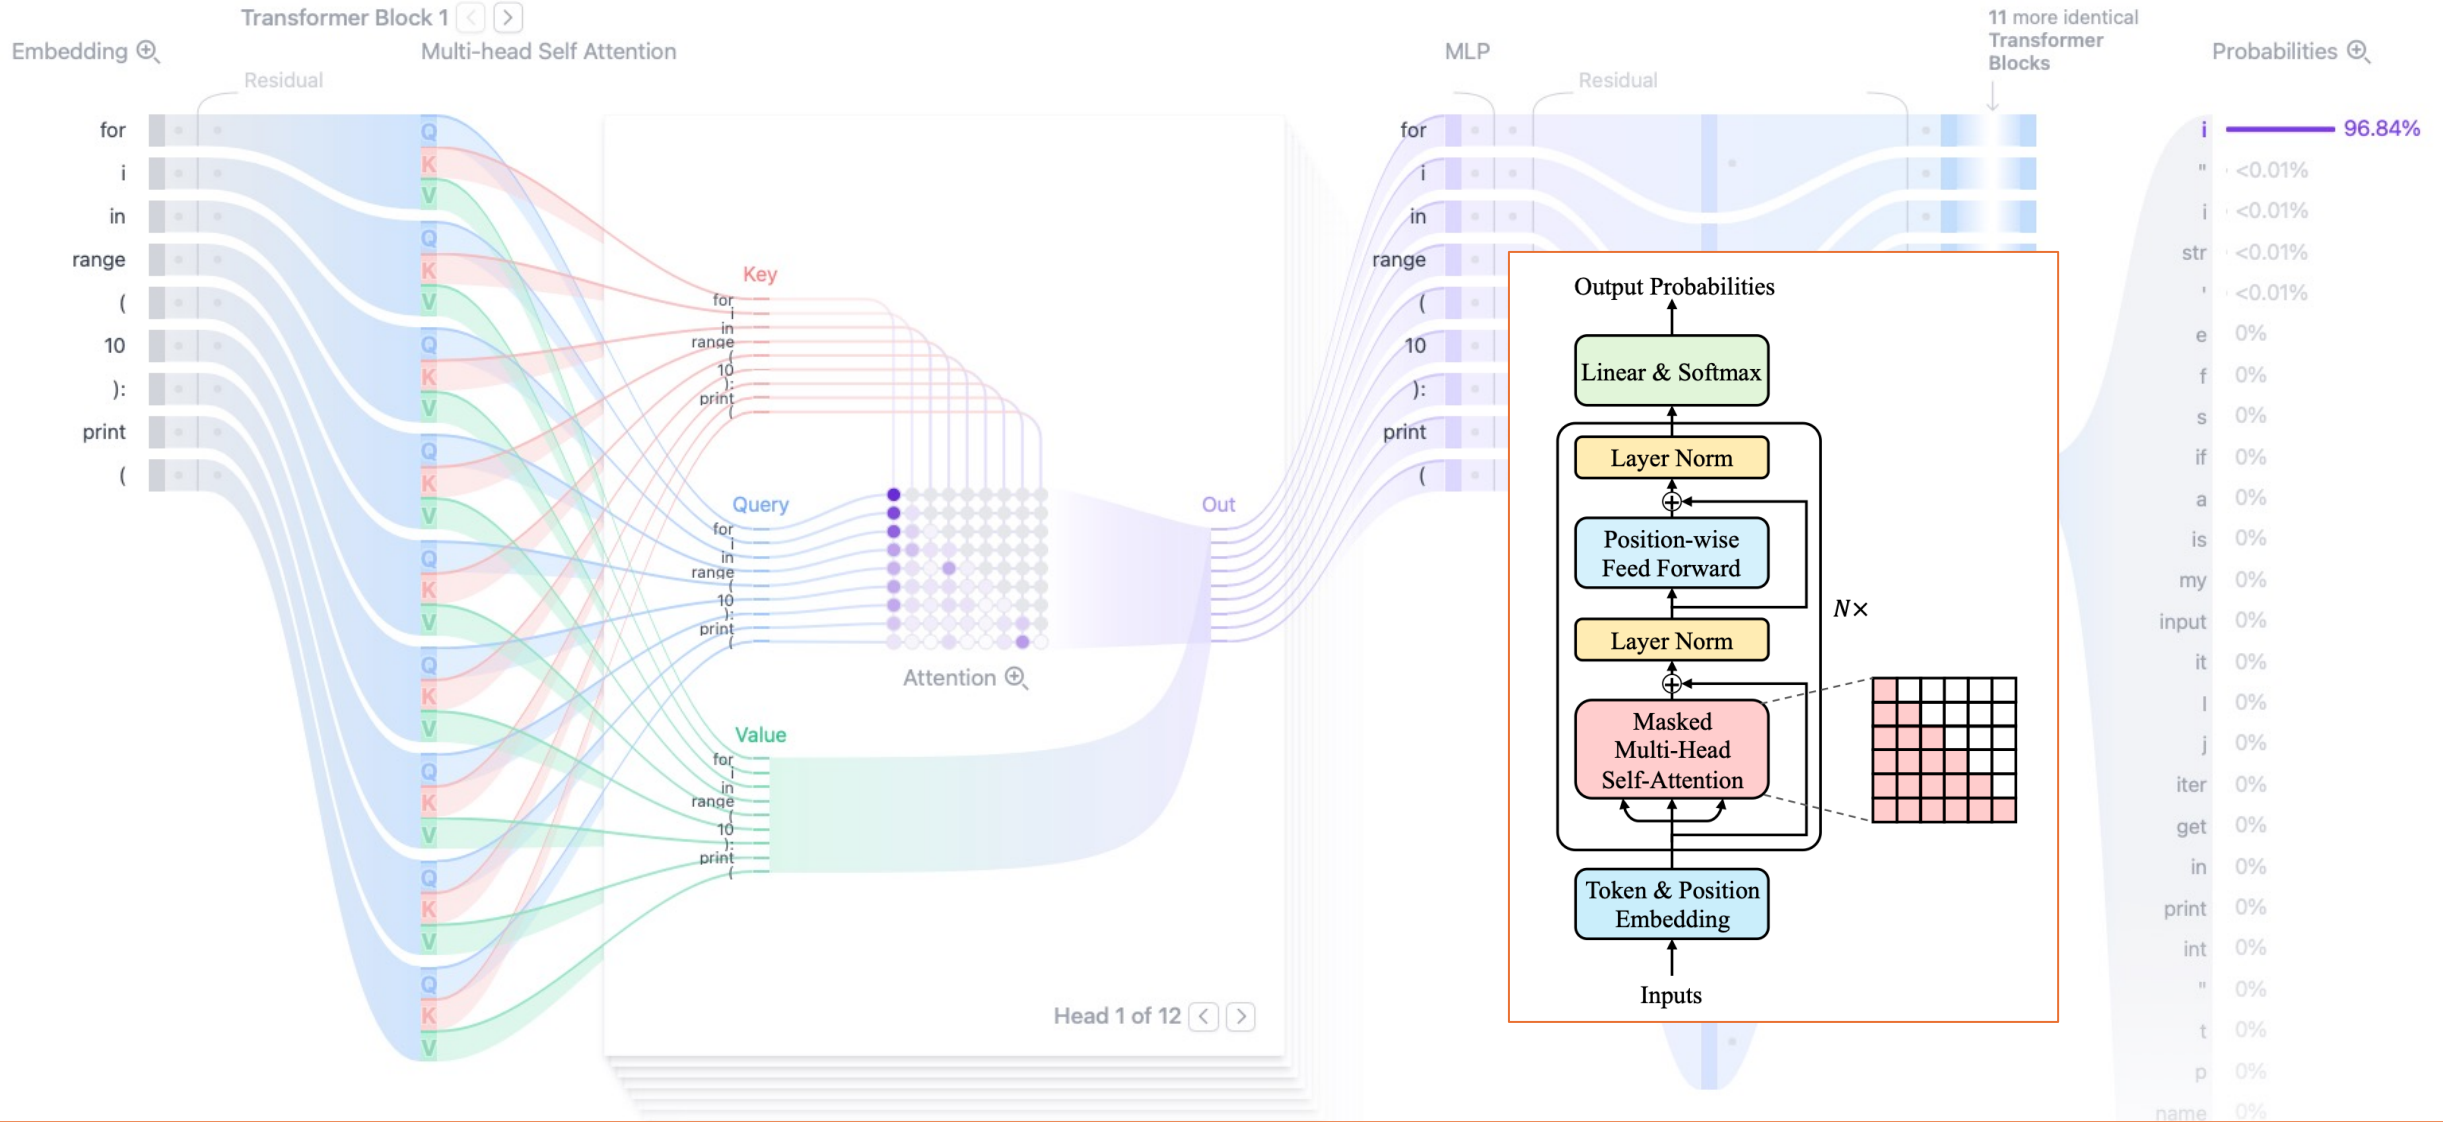 Transformer Block 1
Embedding
Multi-head Self Attention
MLP
11 more identical
Transformer
Blocks
Probabilities
Residual
Residual
for
i
in
range
(
10
):
print
(
Q
K
V
Q
K
V
Q
K
V
Q
K
V
Q
K
V
Q
K
V
Q
K
V
Q
K
V
Q
K
V
Key
for
i
in
range
(
10
):
print
(
Query
for
i
in
range
(
10
):
print
(
Attention
Value
for
i
in
range
(
10
):
print
(
Out
Head 1 of 12
for
i
in
range
(
10
):
print
(
Output Probabilities
Linear & Softmax
Layer Norm
Position-wise
Feed Forward
N×
Layer Norm
Masked
Multi-Head
Self-Attention
Token & Position
Embedding
Inputs
i 96.84%
" <0.01%
i <0.01%
str <0.01%
' <0.01%
e 0%
f 0%
s 0%
if 0%
a 0%
is 0%
my 0%
input 0%
it 0%
I 0%
j 0%
iter 0%
get 0%
in 0%
print 0%
int 0%
" 0%
t 0%
p 0%
name 0%